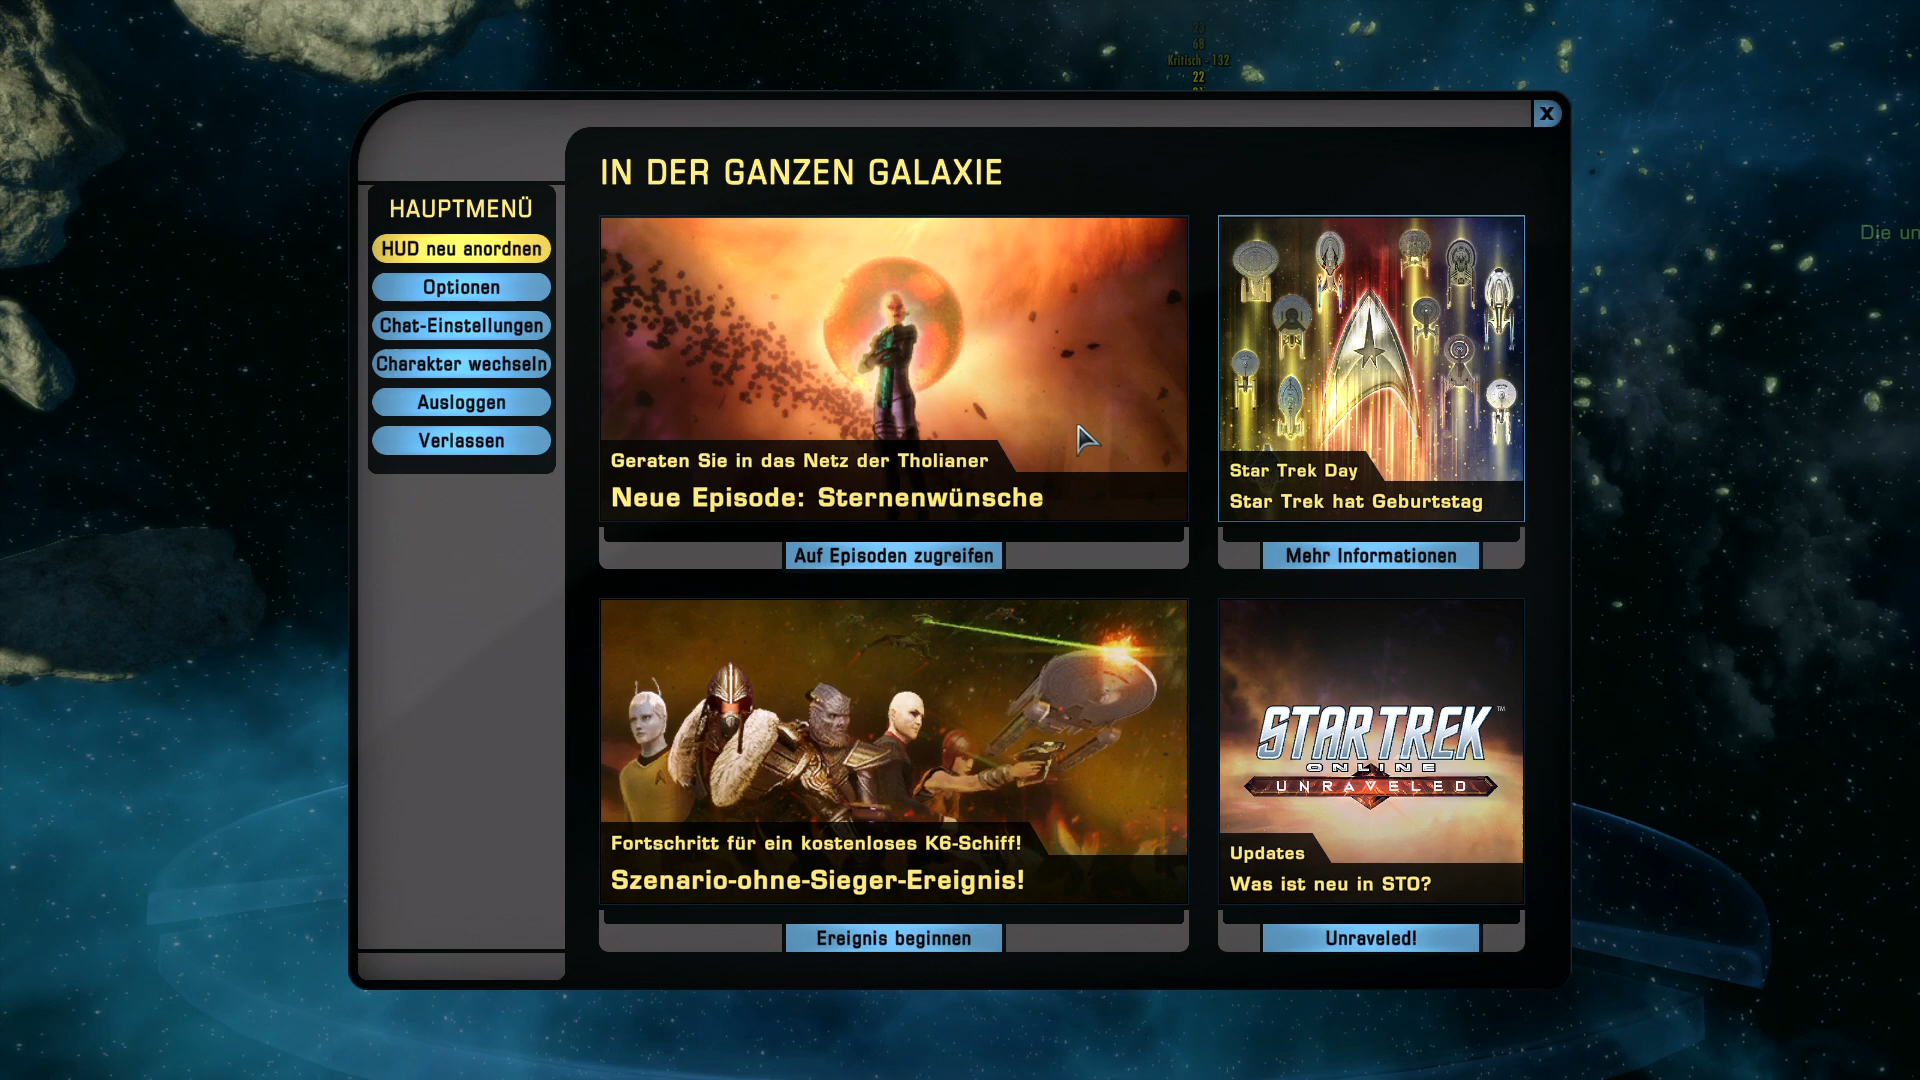 68
Kritisch - 132
22
X
IN DER GANZEN GALAXIE
HAUPTMENÜ
HUD neu anordnen
Optionen
Chat-Einstellungen
Charakter wechseln
Ausloggen
Verlassen
Die un
Geraten Sie in das Netz der Tholianer
Neue Episode: Sternenwünsche
Auf Episoden zugreifen
Star Trek Day
Star Trek hat Geburtstag
Mehr Informationen
Fortschritt für ein kostenloses K6-Schiff!
Szenario-ohne-Sieger-Ereignis!
Ereignis beginnen
STAR TREK™
ONLINE
UNRAVELED
Updates
Was ist neu in STO?
Unraveled!